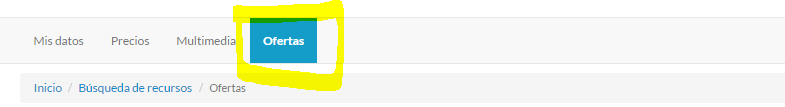 Mis datos Precios Multimedia Ofertas
Inicio / Búsqueda de recursos / Ofertas